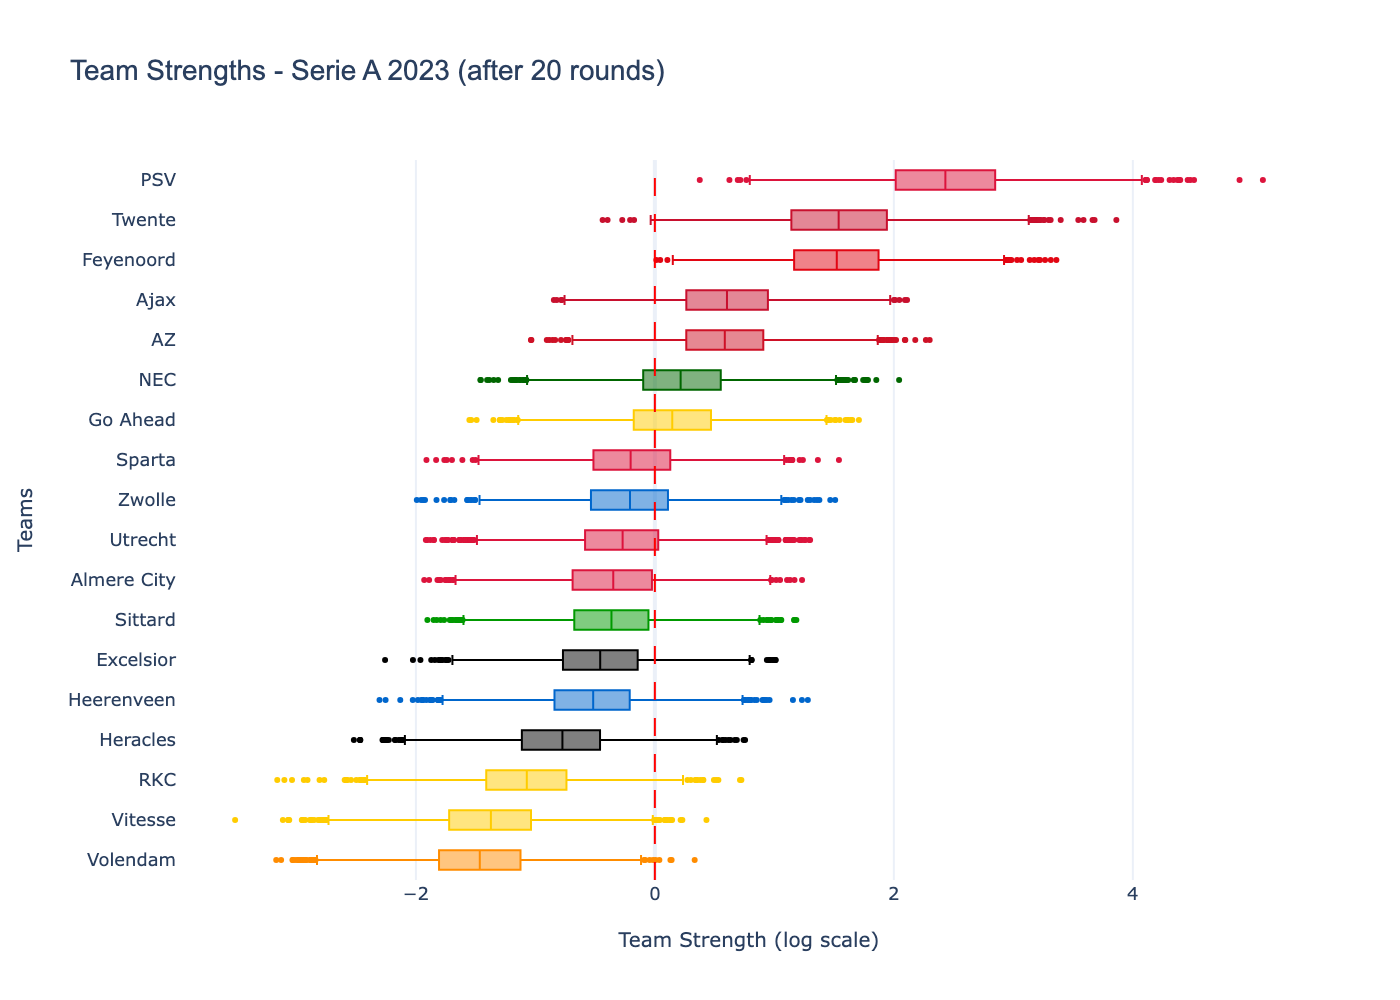 Team Strengths - Serie A 2023 (after 20 rounds)
PSV
Twente
Feyenoord
Ajax
AZ
NEC
Go Ahead
Sparta
Zwolle
Utrecht
Almere City
Sittard
Excelsior
Heerenveen
Heracles
RKC
Vitesse
Volendam
Teams
−2 0 2 4
Team Strength (log scale)